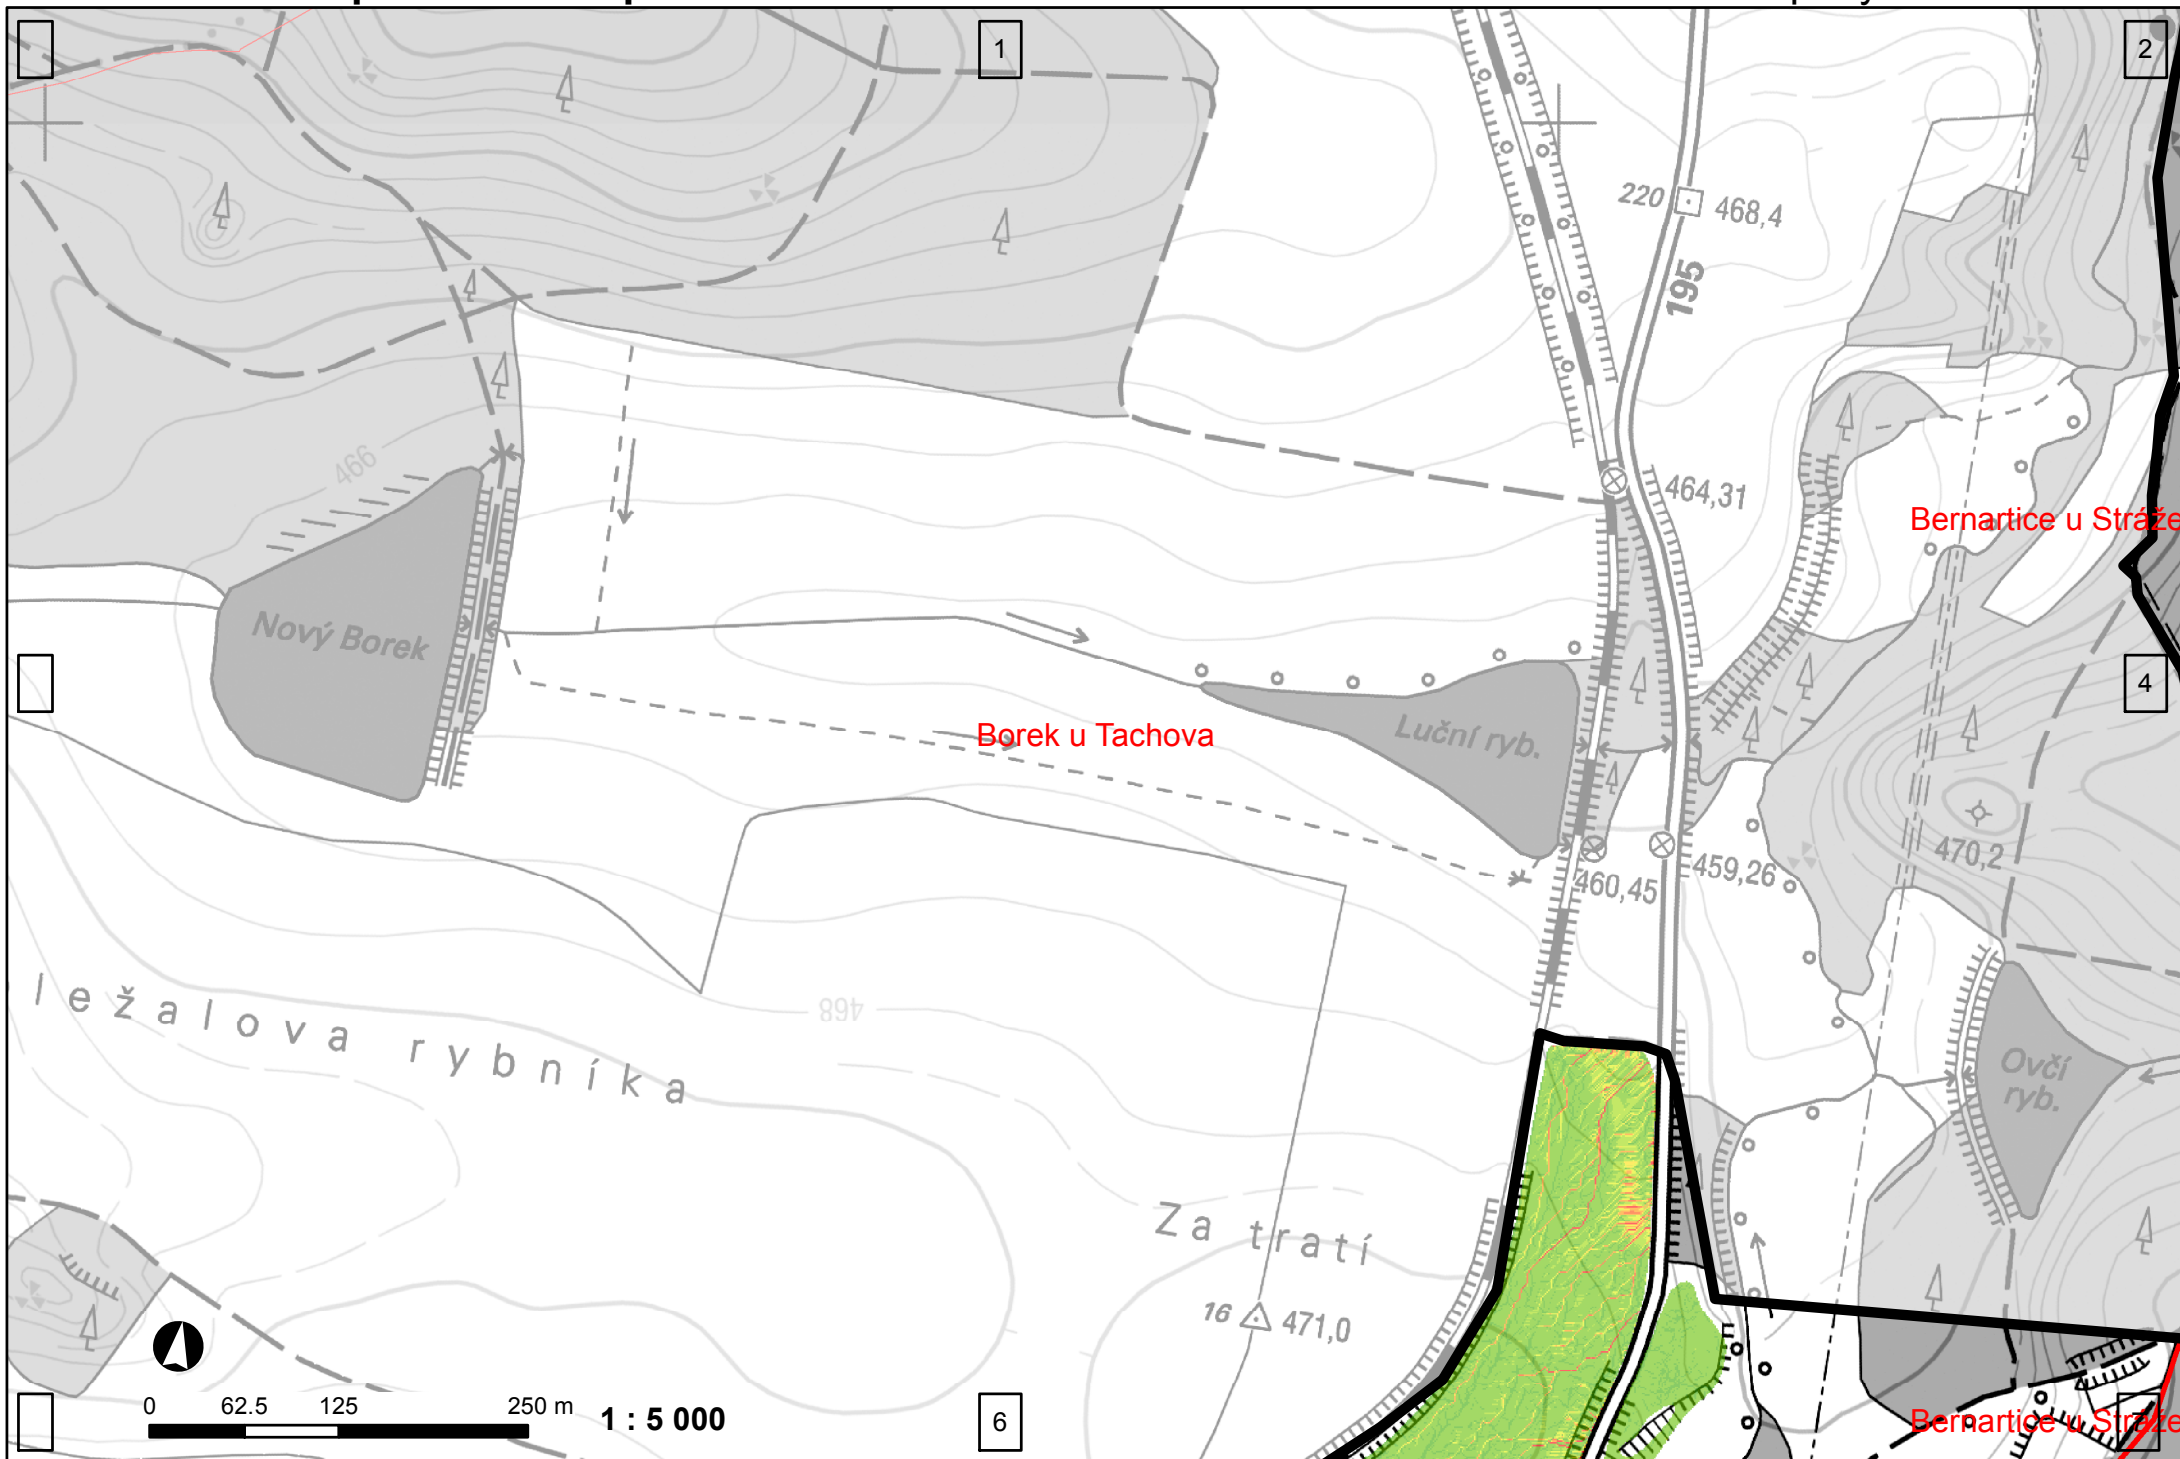 1
2
220
468,4
195
466
464,31
Bernartice u Stráže
Nový Borek
4
Borek u Tachova
Luční ryb.
470,2
459,26
460,45
ležalova rybníka
468
Ovčí
ryb.
Za tratí
16
471,0
0
62.5
125
250 m
1 : 5 000
6
Bernartice u Stráže